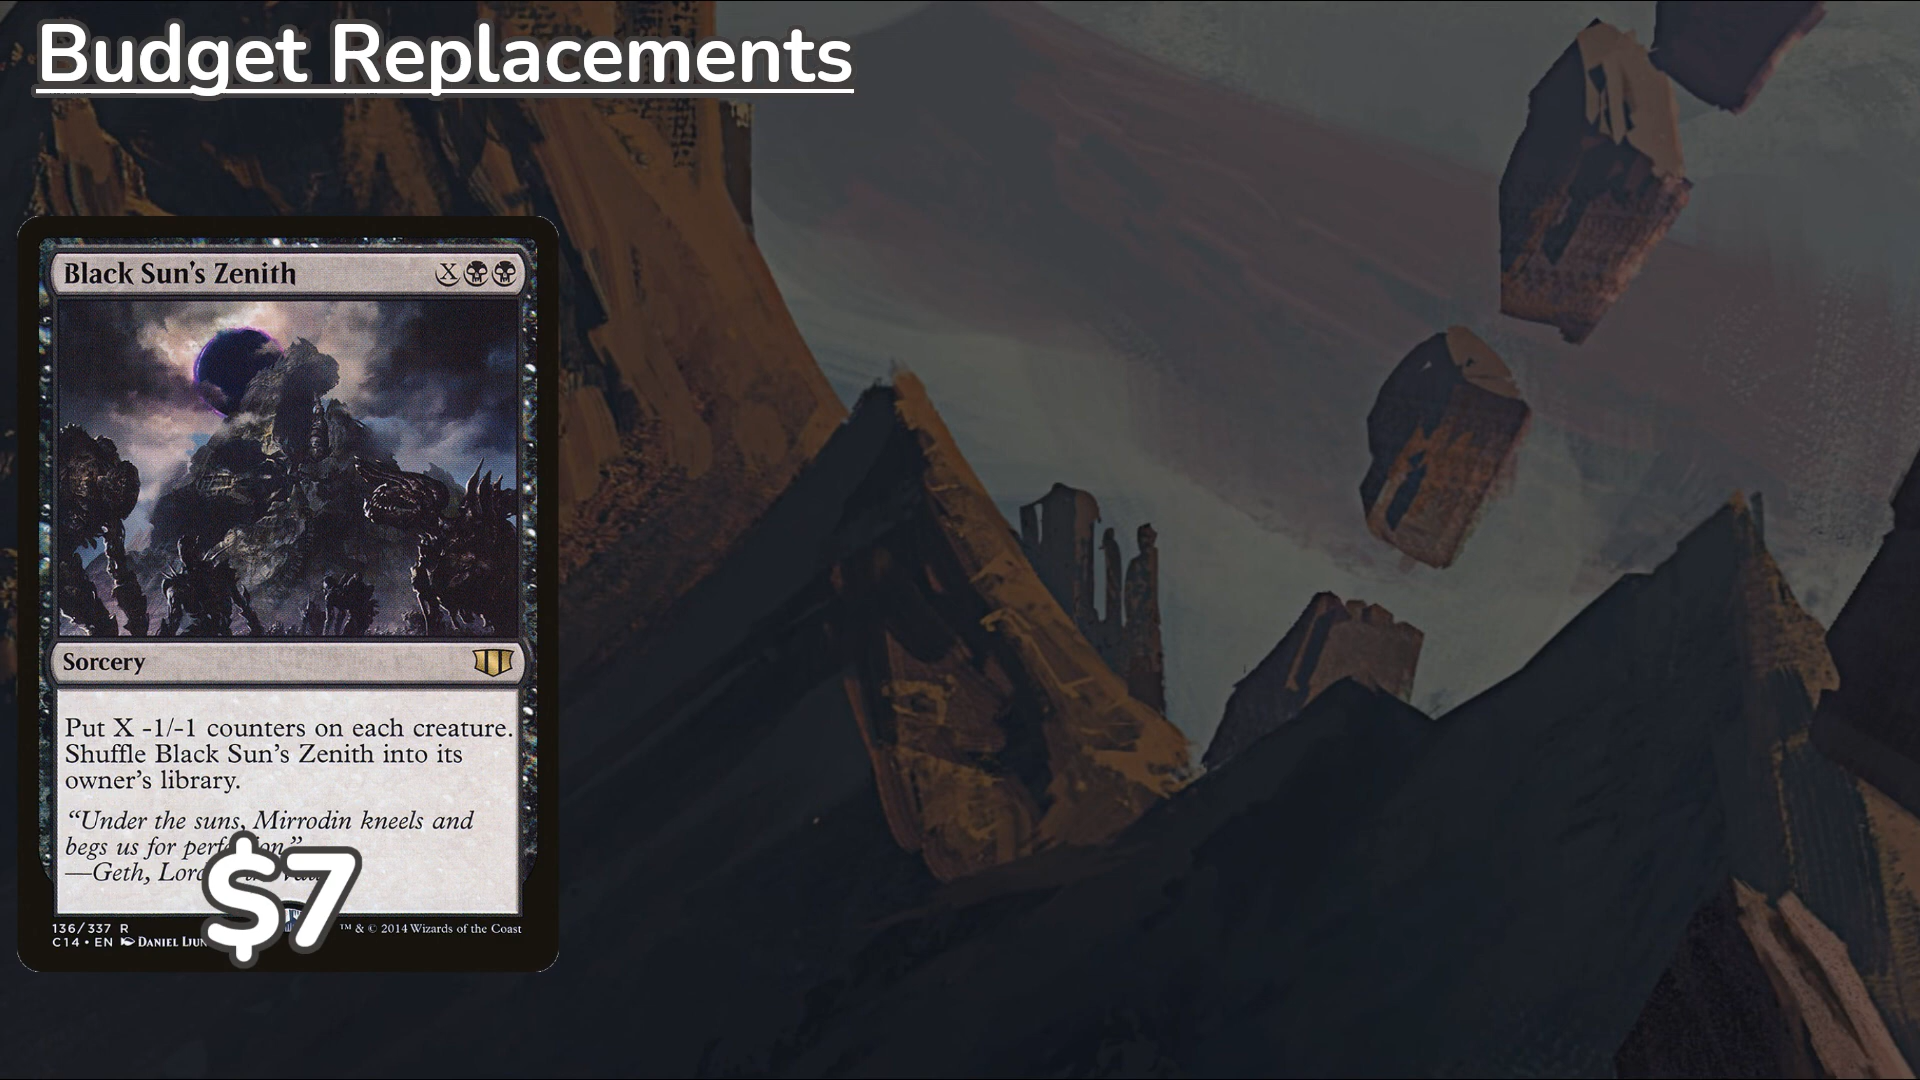 Budget Replacements
Black Sun's Zenith
X
Sorcery
Put X -1/-1 counters on each creature.
Shuffle Black Sun's Zenith into its
owner's library.
"Under the suns, Mirrodin kneels and
begs us for
—Geth, Lord
$7
136/337 R
C14 • EN DANIEL
™ & © 2014 Wizards of the Coast